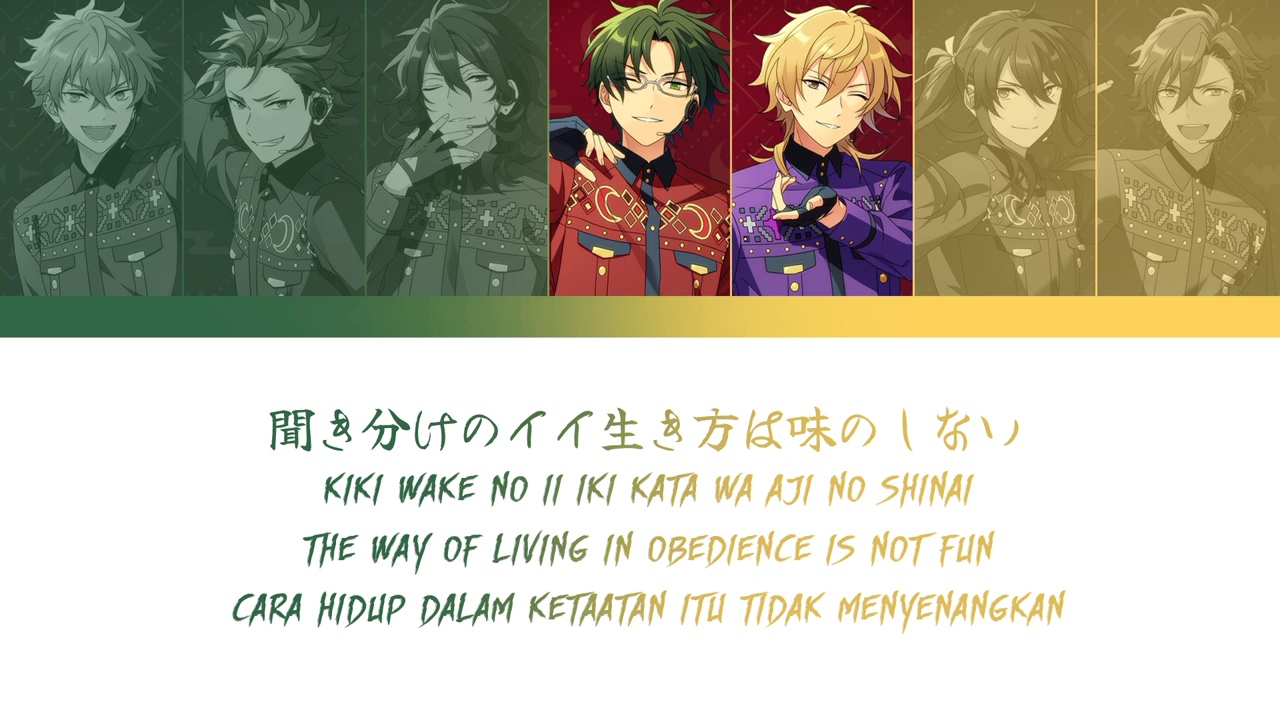 聞き分けのイイ生き方は味のしない
KIKI WAKE NO II IKI KATA WA AJI NO SHINAI
THE WAY OF LIVING IN OBEDIENCE IS NOT FUN
CARA HIDUP DALAM KETAATAN ITU TIDAK MENYENANGKAN